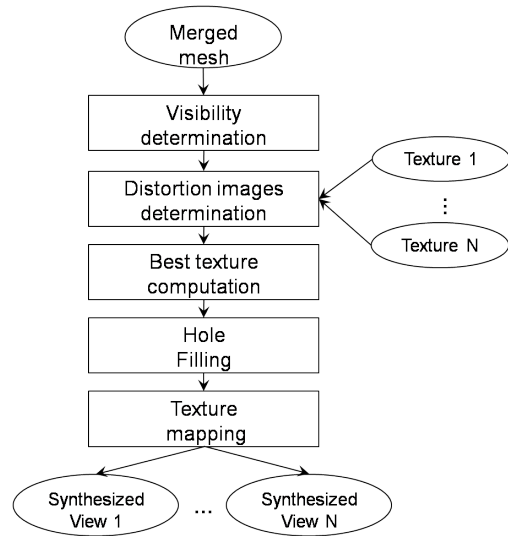 Merged
mesh
Visibility
determination
Distortion images
determination
Texture 1
...
Texture N
Best texture
computation
Hole
Filling
Texture
mapping
Synthesized
View 1
...
Synthesized
View N